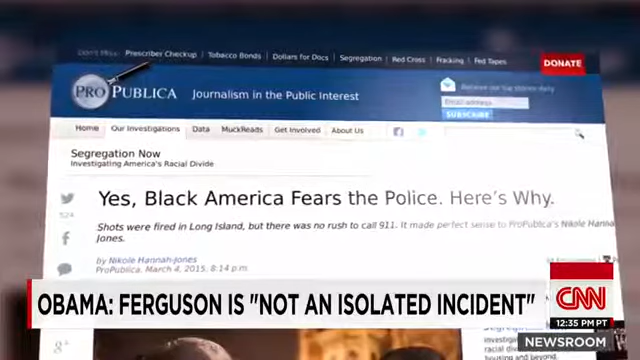 Don't Miss: Prescriber Checkup Tobacco Bonds Dollars for Docs Segregation Red Cross Fracking Fed Tapes
DONATE
PROPUBLICA Journalism in the Public Interest
Email address
SUBSCRIBE
Home Our Investigations Data MuckReads Get Involved About Us
Segregation Now
Investigating America's Racial Divide
Yes, Black America Fears the Police. Here's Why.
Shots were fired in Long Island, but there was no rush to call 911. It made perfect sense to ProPublica's Nikole Hanna
Jones.
524
by Nikole Hannah-Jones
ProPublica, March 4, 2015, 8:14 p.m.
OBAMA: FERGUSON IS "NOT AN ISOLATED INCIDENT"
CNN
12:35 PM PT
NEWSROOM